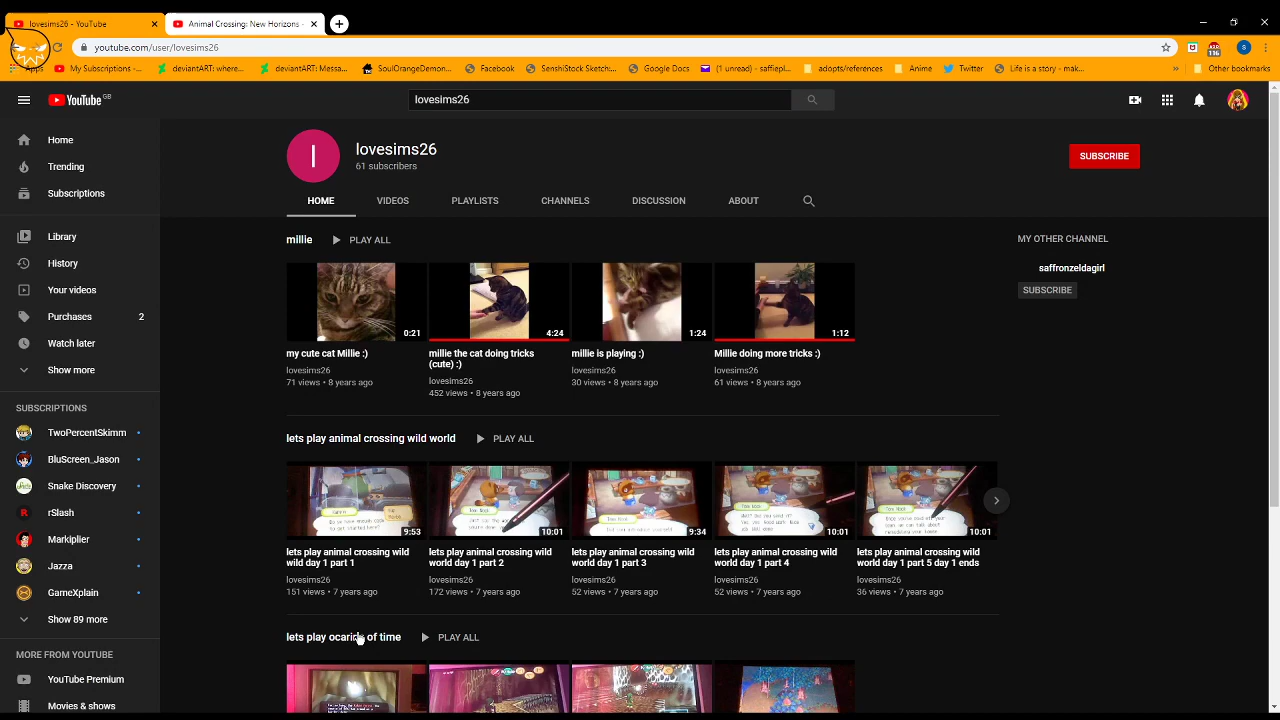 lovesims26 - YouTube
Animal Crossing: New Horizons -
youtube.com/user/lovesims26
116
S
Apps
My Subscriptions -...
deviantART: where...
deviantART: Messa...
SoulOrangeDemon...
Facebook
SenshiStock Sketch:...
Google Docs
(1 unread) - saffiepl...
adopts/references
Anime
Twitter
Life is a story - mak...
»
Other bookmarks
YouTube GB
lovesims26
Home
Trending
Subscriptions
Library
History
Your videos
Purchases 2
Watch later
Show more
SUBSCRIPTIONS
TwoPercentSkimm
BluScreen_Jason
Snake Discovery
R rSlash
Markiplier
Jazza
GameXplain
Show 89 more
MORE FROM YOUTUBE
YouTube Premium
Movies & shows
l
lovesims26
61 subscribers
SUBSCRIBE
HOME VIDEOS PLAYLISTS CHANNELS DISCUSSION ABOUT
millie PLAY ALL
0:21
4:24
1:24
1:12
my cute cat Millie :)
lovesims26
71 views • 8 years ago
millie the cat doing tricks
(cute) :)
lovesims26
452 views • 8 years ago
millie is playing :)
lovesims26
30 views • 8 years ago
Millie doing more tricks :)
lovesims26
61 views • 8 years ago
lets play animal crossing wild world PLAY ALL
9:53
10:01
9:34
10:01
10:01
lets play animal crossing wild
world day 1 part 1
lovesims26
151 views • 7 years ago
lets play animal crossing wild
world day 1 part 2
lovesims26
172 views • 7 years ago
lets play animal crossing wild
world day 1 part 3
lovesims26
52 views • 7 years ago
lets play animal crossing wild
world day 1 part 4
lovesims26
52 views • 7 years ago
lets play animal crossing wild
world day 1 part 5 day 1 ends
lovesims26
36 views • 7 years ago
lets play ocarina of time PLAY ALL
MY OTHER CHANNEL
saffronzeldagirl
SUBSCRIBE